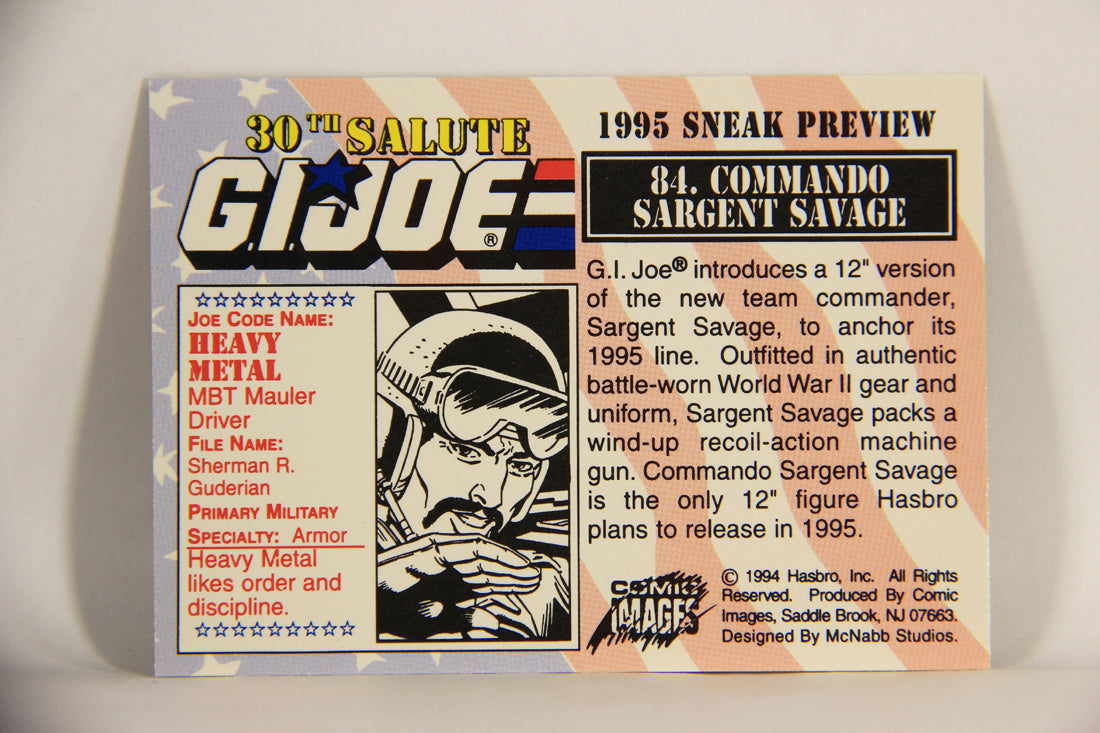 30TH SALUTE
G.I. JOE®
JOE CODE NAME:
HEAVY
METAL
MBT Mauler
Driver
FILE NAME:
Sherman R.
Guderian
PRIMARY MILITARY
SPECIALTY: Armor
Heavy Metal
likes order and
discipline.
1995 SNEAK PREVIEW
84. COMMANDO
SARGENT SAVAGE
G.I. Joe® introduces a 12" version
of the new team commander,
Sargent Savage, to anchor its
1995 line. Outfitted in authentic
battle-worn World War II gear and
uniform, Sargent Savage packs a
wind-up recoil-action machine
gun. Commando Sargent Savage
is the only 12" figure Hasbro
plans to release in 1995.
COMIC
IMAGES
© 1994 Hasbro, Inc. All Rights
Reserved. Produced By Comic
Images, Saddle Brook, NJ 07663.
Designed By McNabb Studios.